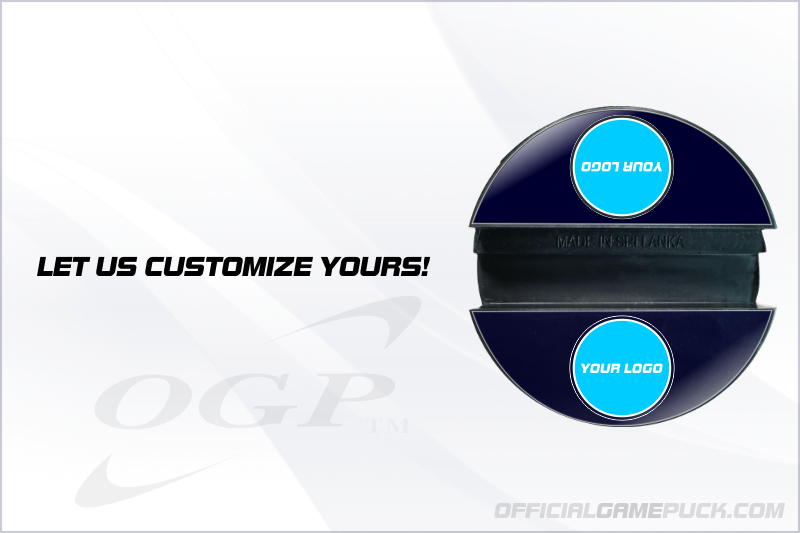 YOUR LOGO
MADE IN SRI LANKA
LET US CUSTOMIZE YOURS!
YOUR LOGO
OGP TM
OFFICIALGAMEPUCK.COM